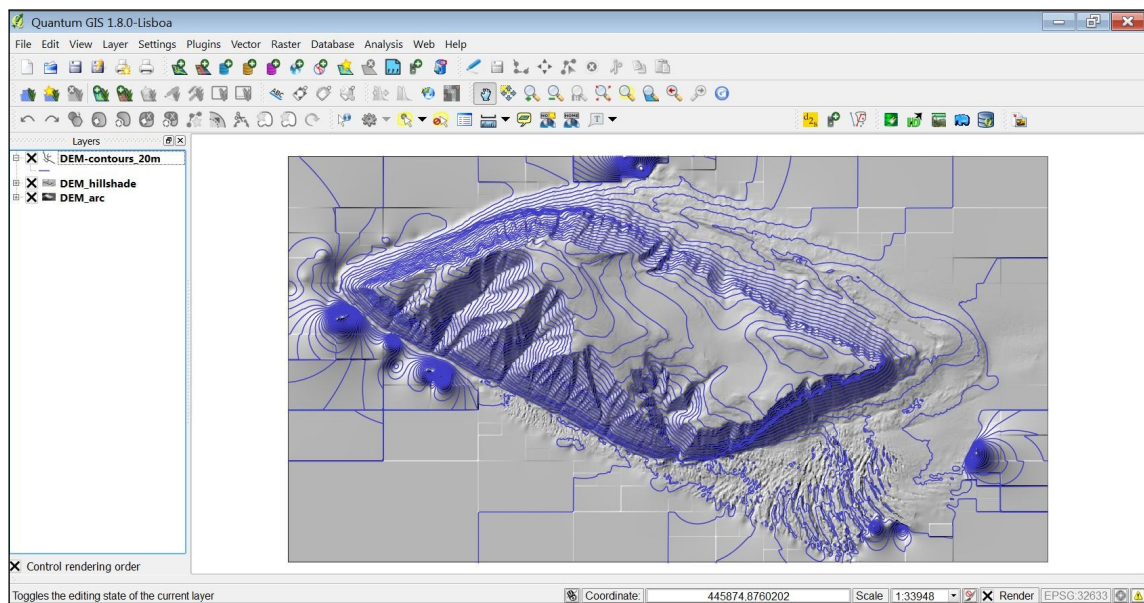 Quantum GIS 1.8.0-Lisboa
File Edit View Layer Settings Plugins Vector Raster Database Analysis Web Help
Layers
DEM-contours_20m
DEM_hillshade
DEM_arc
Control rendering order
Toggles the editing state of the current layer Coordinate: 445874.8760202 Scale 1:33948 Render EPSG:32633